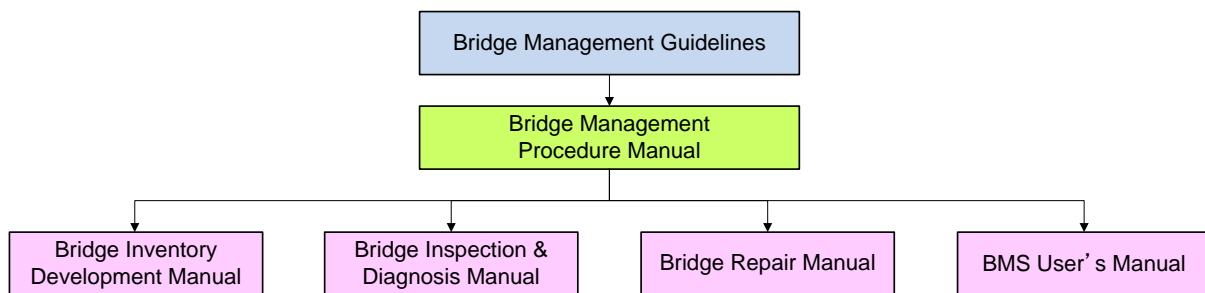 Bridge Management Guidelines
Bridge Management
Procedure Manual
Bridge Inventory
Development Manual
Bridge Inspection &
Diagnosis Manual
Bridge Repair Manual
BMS User’s Manual